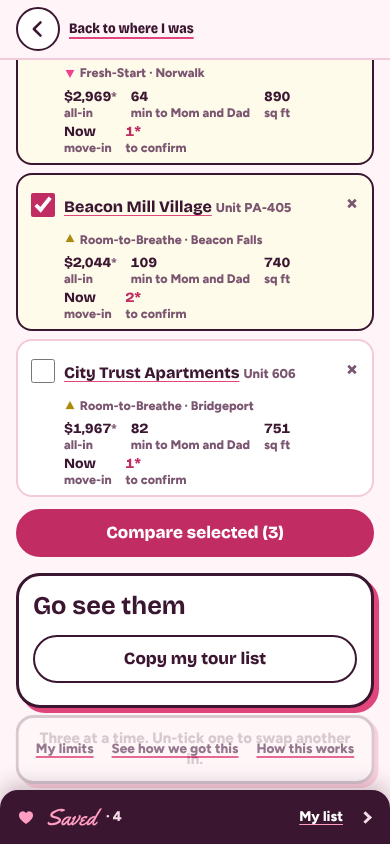 Back to where I was
▼ Fresh-Start · Norwalk
$2,969* 64 890
all-in min to Mom and Dad sq ft
Now 1*
move-in to confirm
Beacon Mill Village Unit PA-405 ×
▲ Room-to-Breathe · Beacon Falls
$2,044* 109 740
all-in min to Mom and Dad sq ft
Now 2*
move-in to confirm
City Trust Apartments Unit 606 ×
▲ Room-to-Breathe · Bridgeport
$1,967* 82 751
all-in min to Mom and Dad sq ft
Now 1*
move-in to confirm
Compare selected (3)
Go see them
Copy my tour list
Three at a time. Un-tick one to swap another
in.
My limits See how we got this How this works
Saved · 4 My list